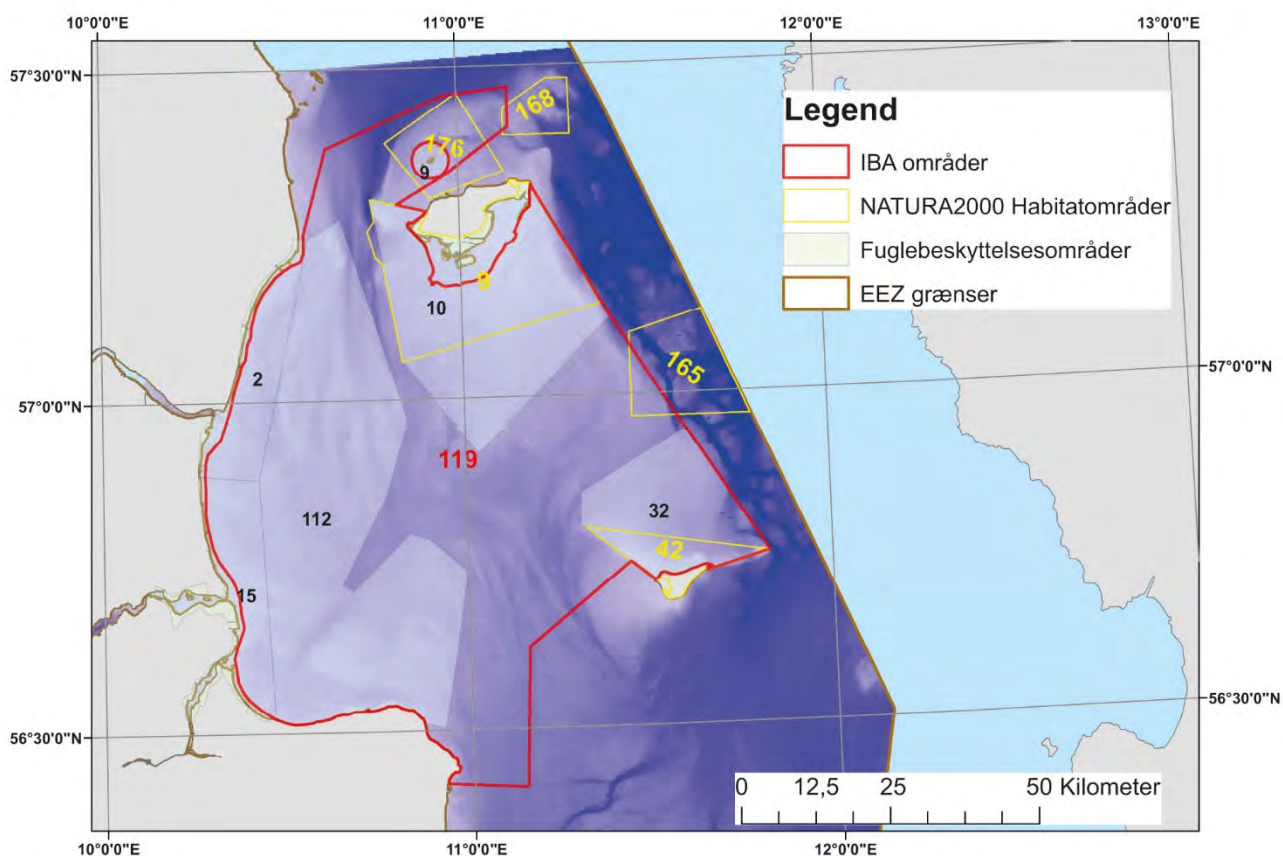 10°0'0"E 11°0'0"E 12°0'0"E 13°0'0"E
57°30'0"N
168
Legend
176
IBA områder
9
NATURA2000 Habitatområder
Fuglebeskyttelsesområder
9
EEZ grænser
10
165
57°0'0"N
2
57°0'0"N
119
32
112
42
15
56°30'0"N
56°30'0"N
0 12,5 25 50 Kilometer
10°0'0"E 11°0'0"E 12°0'0"E